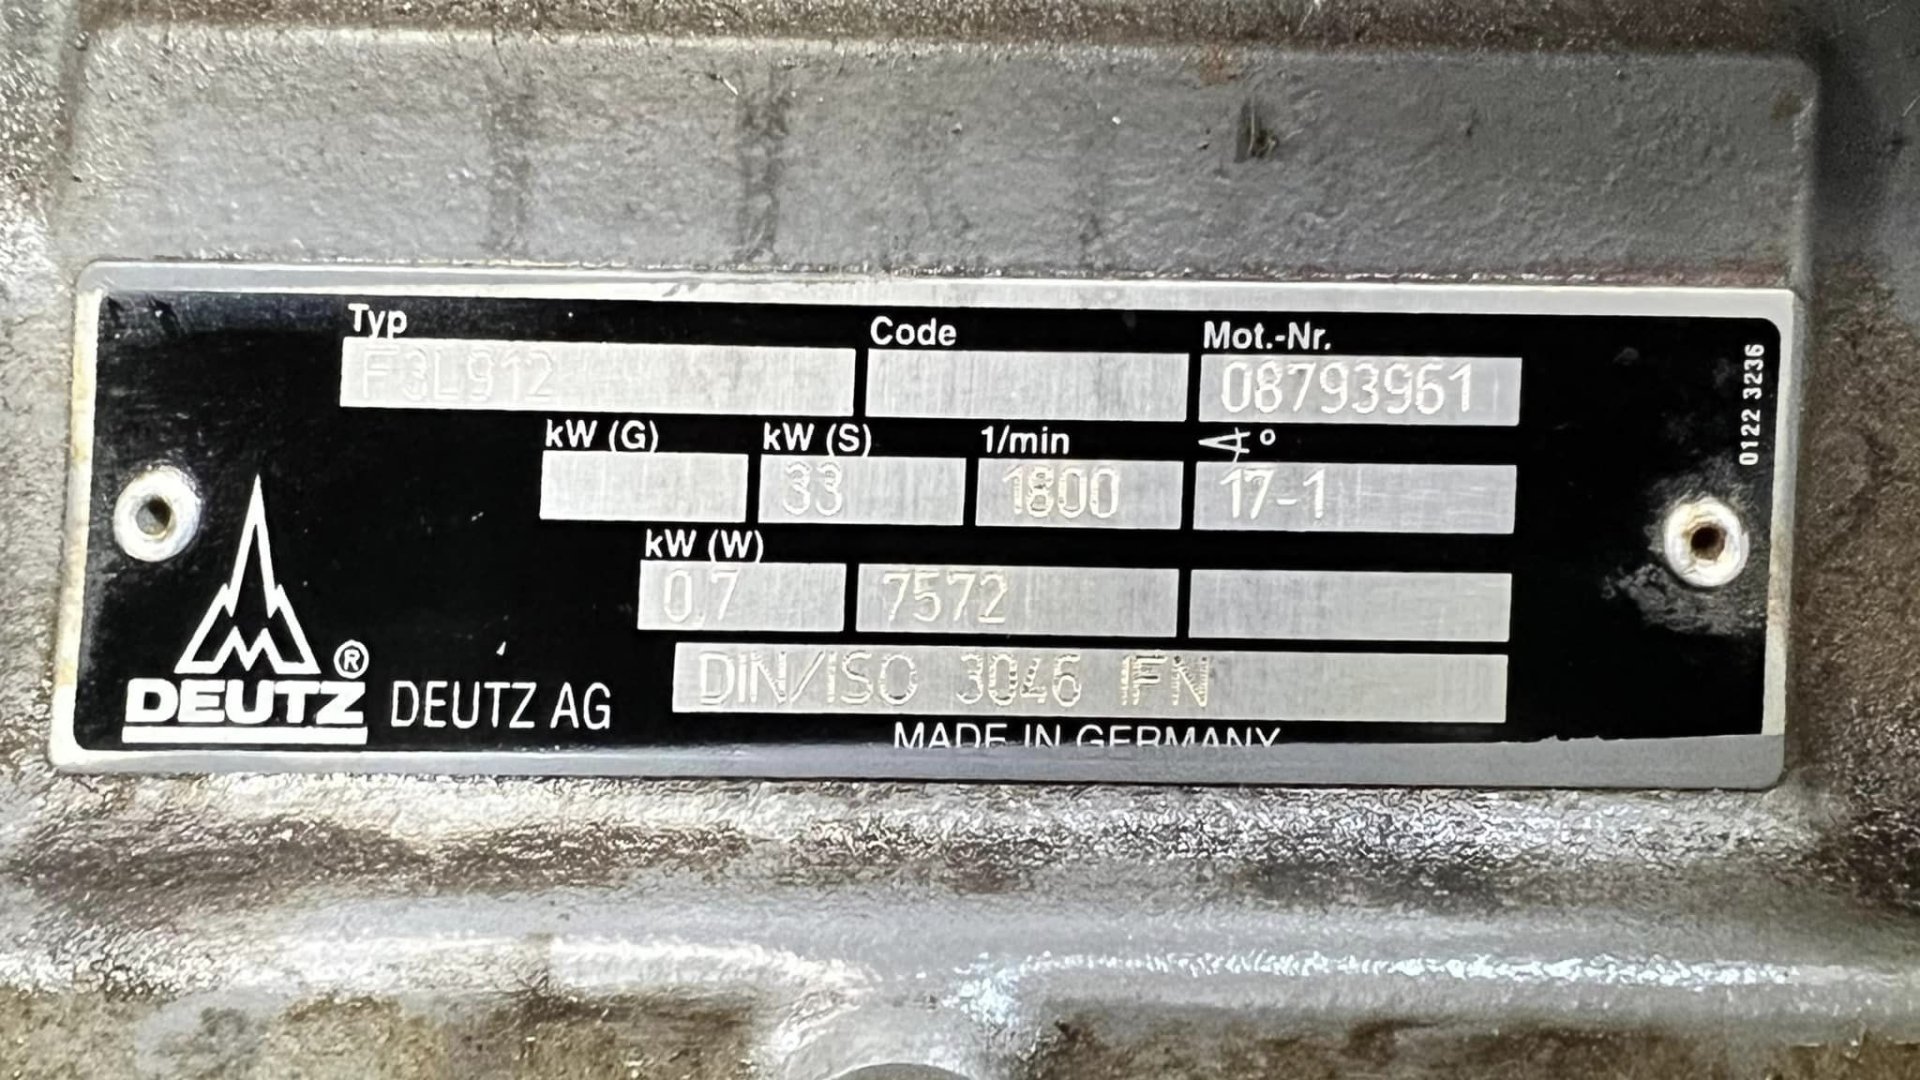 Typ Code Mot.-Nr.
F3L912 08793961
kW (G) kW (S) 1/min ∢°
33 1800 17-1
kW (W)
0.7 7572
DIN/ISO 3046 IFN
DEUTZ® DEUTZ AG
MADE IN GERMANY
0122 3236